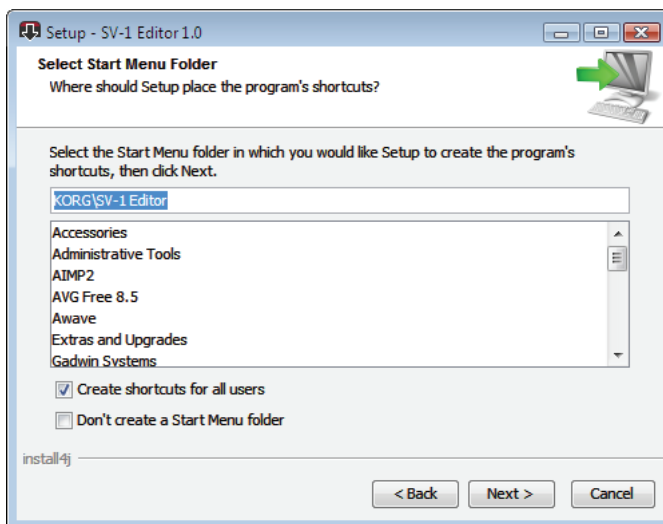 Setup - SV-1 Editor 1.0
Select Start Menu Folder
Where should Setup place the program's shortcuts?
Select the Start Menu folder in which you would like Setup to create the program's
shortcuts, then click Next.
KORG\SV-1 Editor
Accessories
Administrative Tools
AIMP2
AVG Free 8.5
Awave
Extras and Upgrades
Gadwin Systems
Create shortcuts for all users
Don't create a Start Menu folder
install4j
< Back Next > Cancel